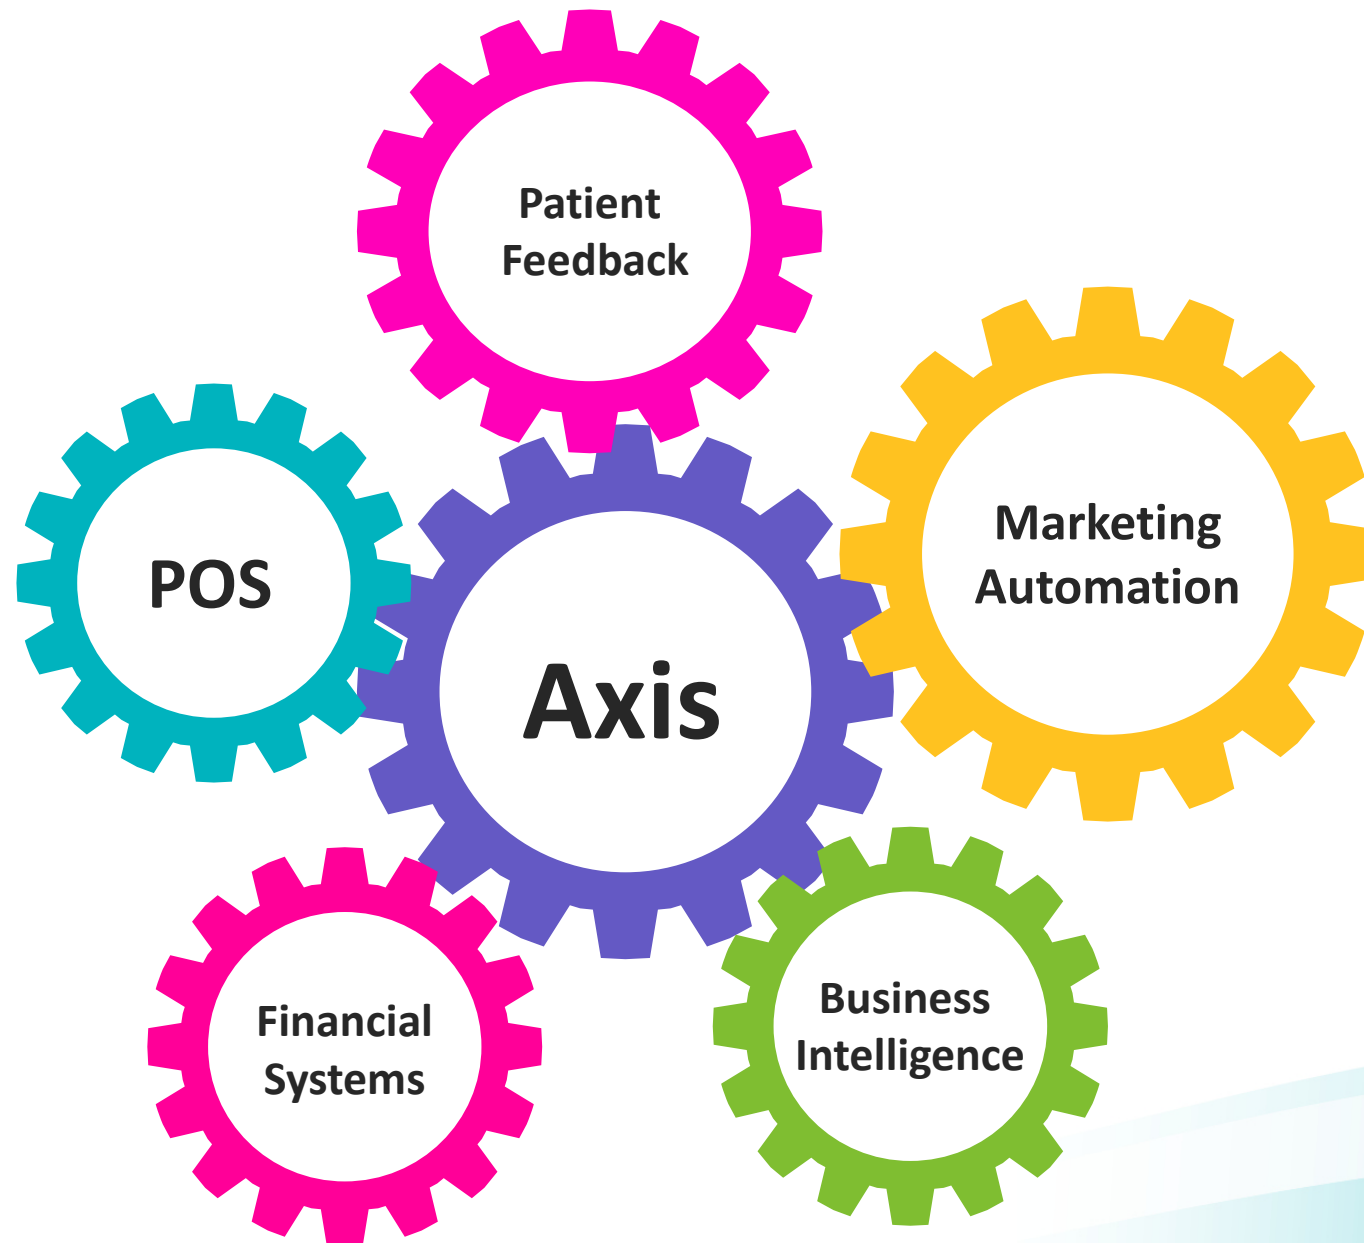 Patient
Feedback
Marketing
Automation
POS
Axis
Financial
Systems
Business
Intelligence